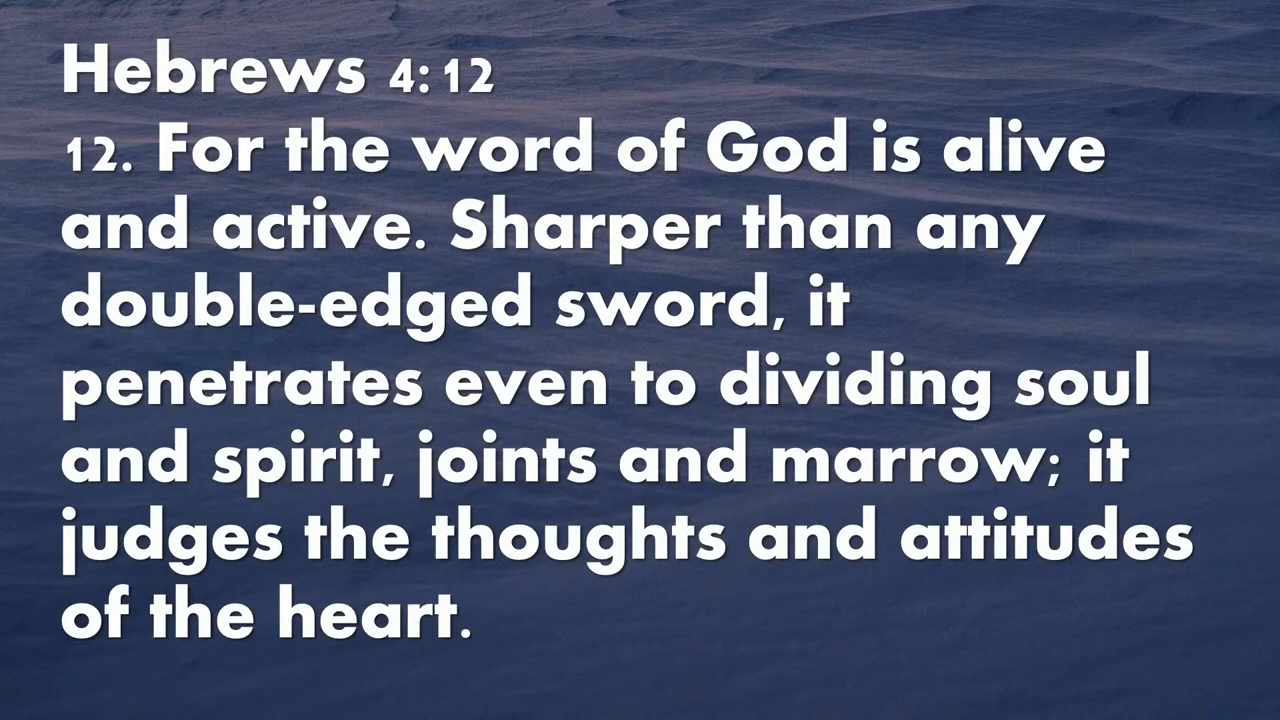 Hebrews 4:12
12. For the word of God is alive
and active. Sharper than any
double-edged sword, it
penetrates even to dividing soul
and spirit, joints and marrow; it
judges the thoughts and attitudes
of the heart.